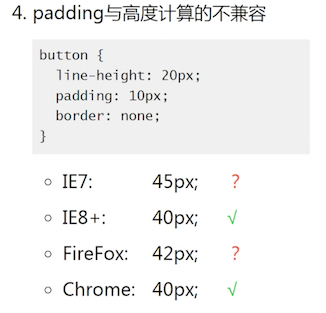 4. padding与高度计算的不兼容
button {
  line-height: 20px;
  padding: 10px;
  border: none;
}
IE7: 45px; ?
IE8+: 40px; √
FireFox: 42px; ?
Chrome: 40px; √